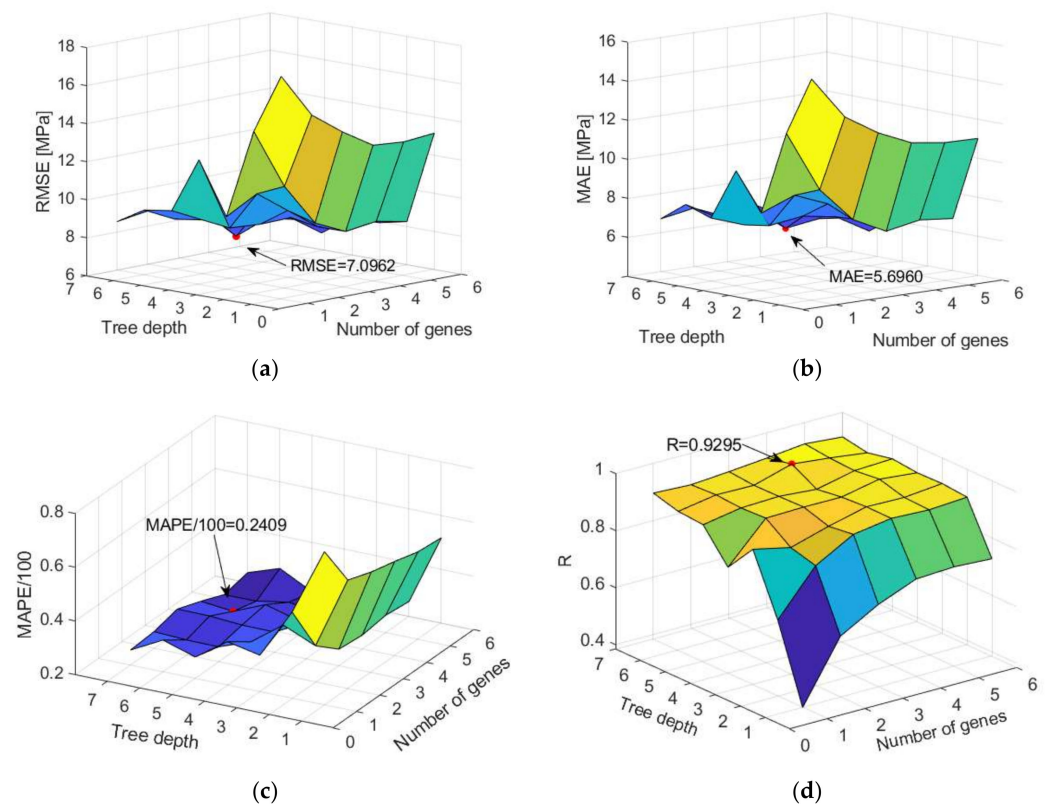 18
16
14
12
10
8
6
RMSE [MPa]
RMSE=7.0962
7 6 5 4 3 2 1 0
Tree depth
1 2 3 4 5 6
Number of genes
(a)
16
14
12
10
8
6
MAE [MPa]
MAE=5.6960
7 6 5 4 3 2 1 0
Tree depth
1 2 3 4 5 6
Number of genes
(b)
0.8
0.6
0.4
0.2
MAPE/100
MAPE/100=0.2409
7 6 5 4 3 2 1 0
Tree depth
1 2 3 4 5 6
Number of genes
(c)
R=0.9295
1
0.8
0.6
0.4
R
7 6 5 4 3 2 1 0
Tree depth
1 2 3 4 5 6
Number of genes
(d)